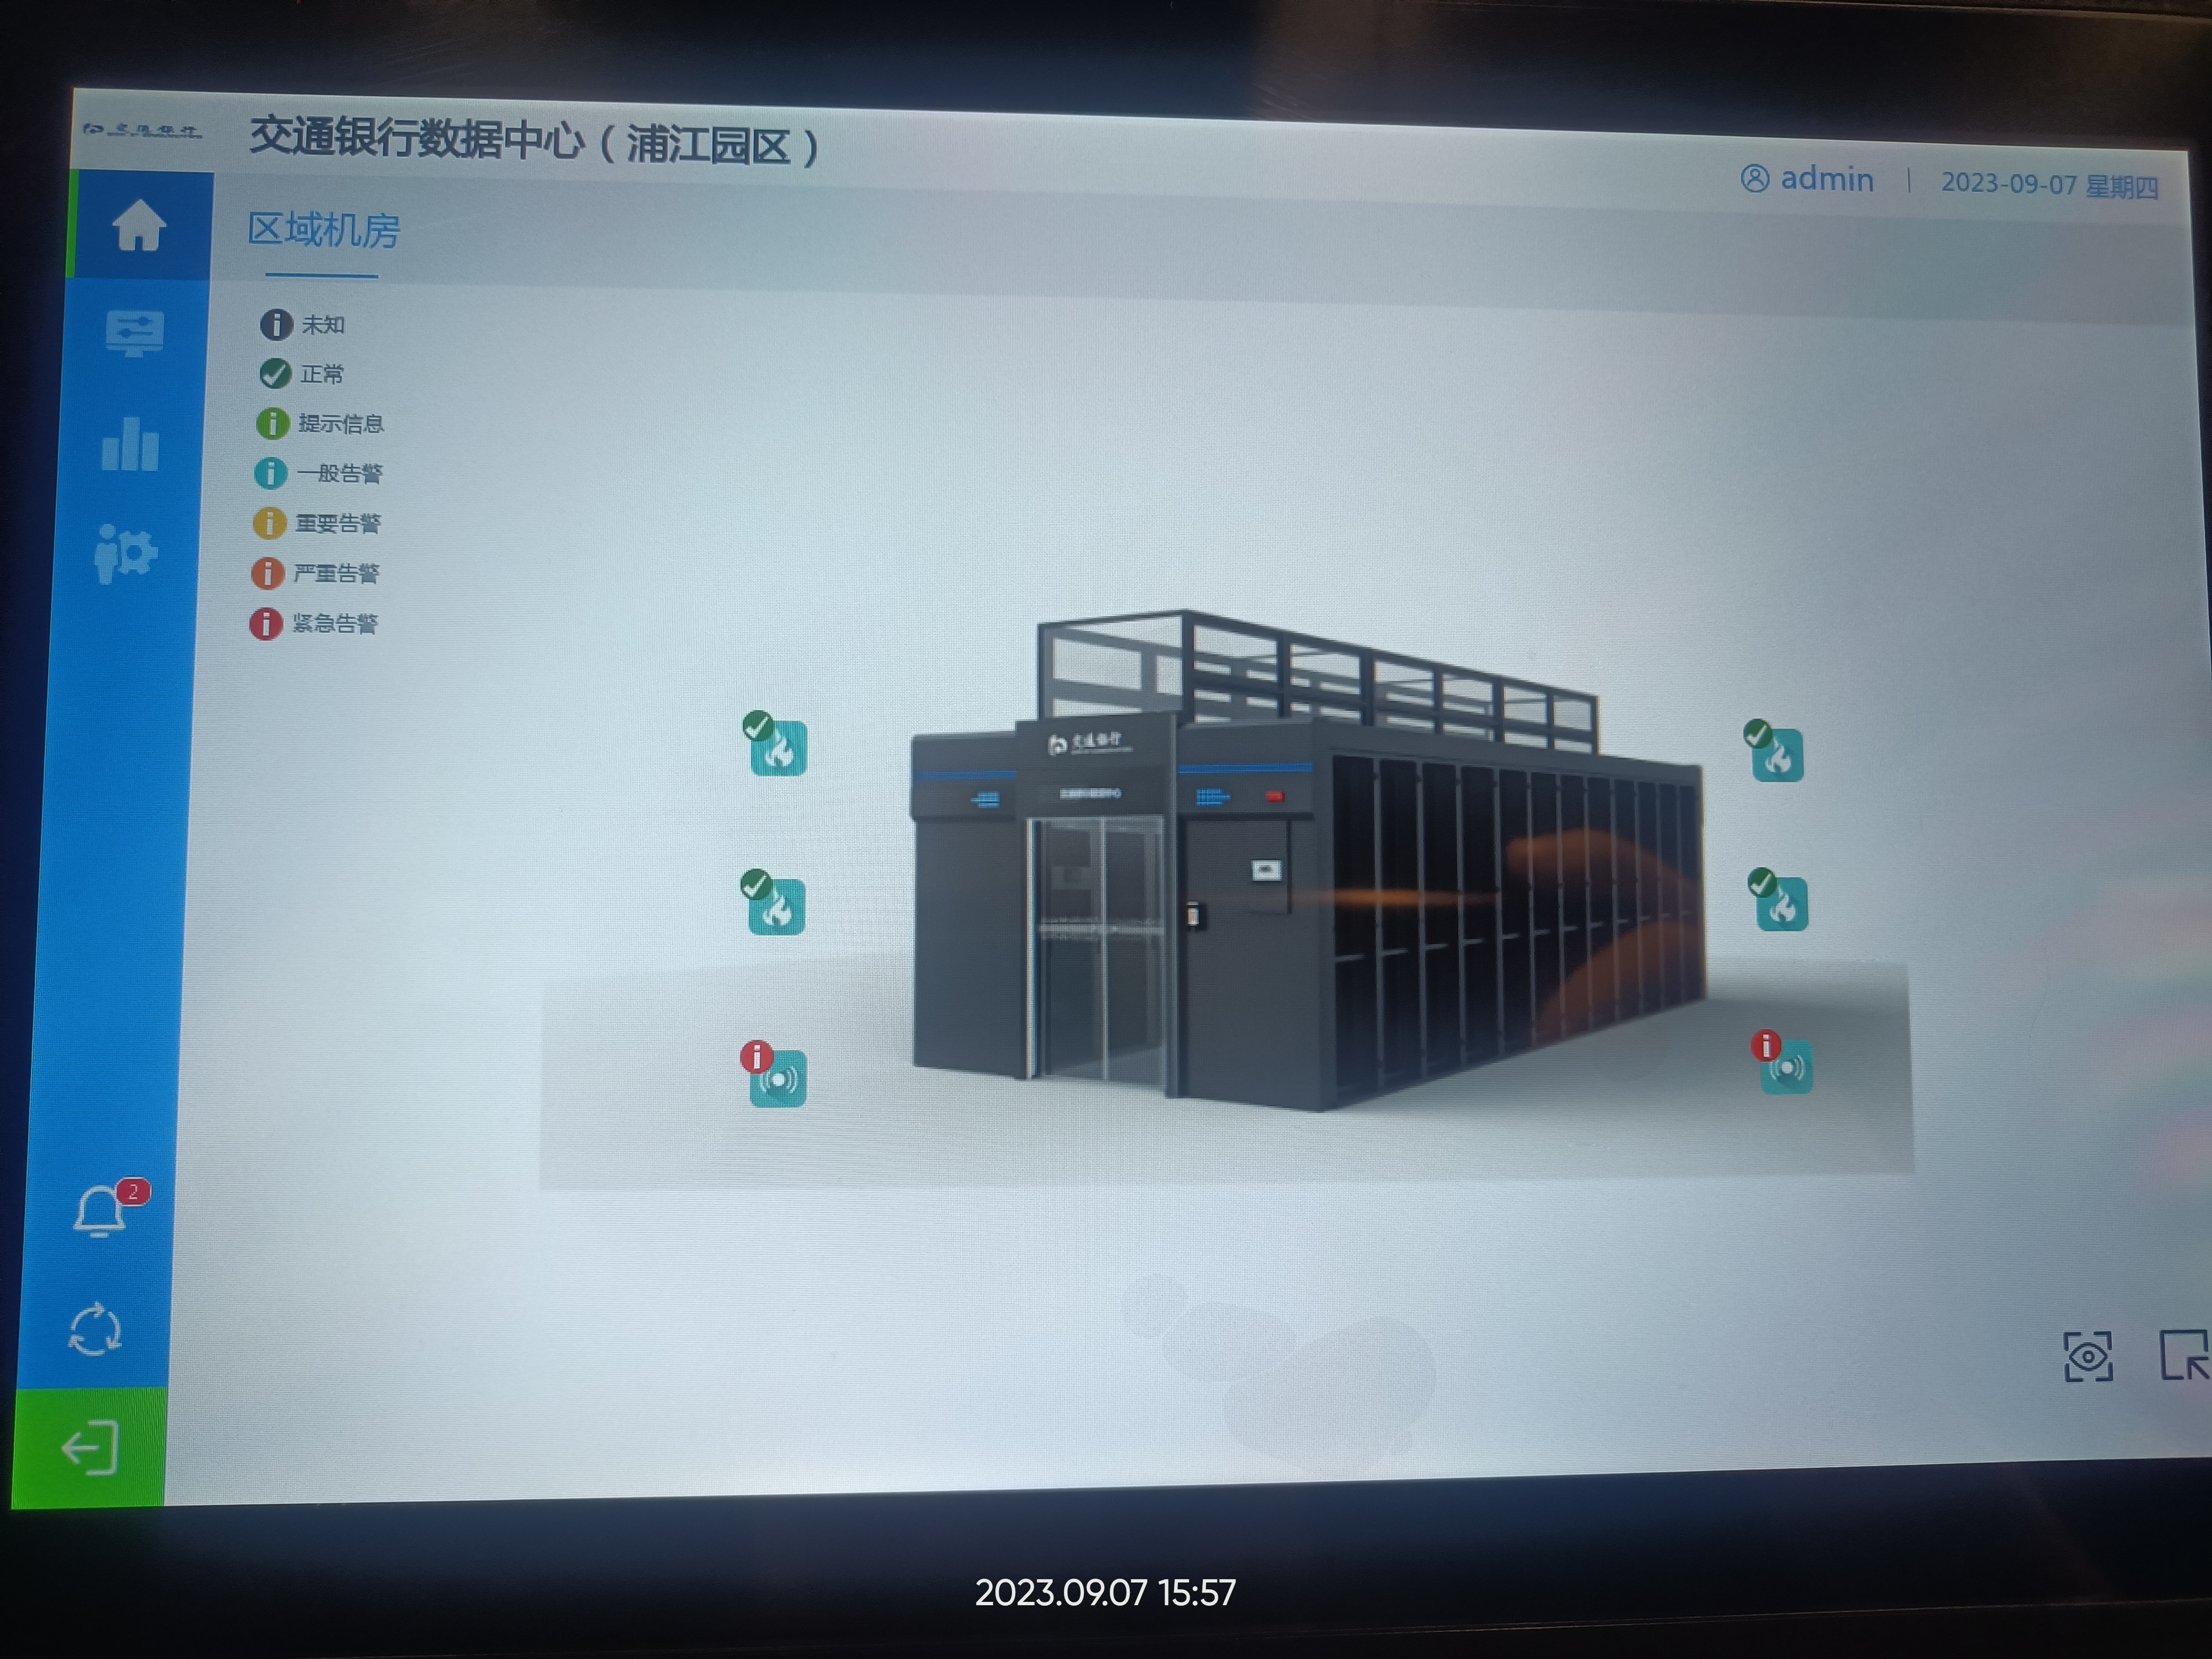 交通银行
交通银行数据中心（浦江园区）
admin
2023-09-07 星期四
区域机房
未知
正常
提示信息
一般告警
重要告警
严重告警
紧急告警
交通银行
2
2023.09.07 15:57